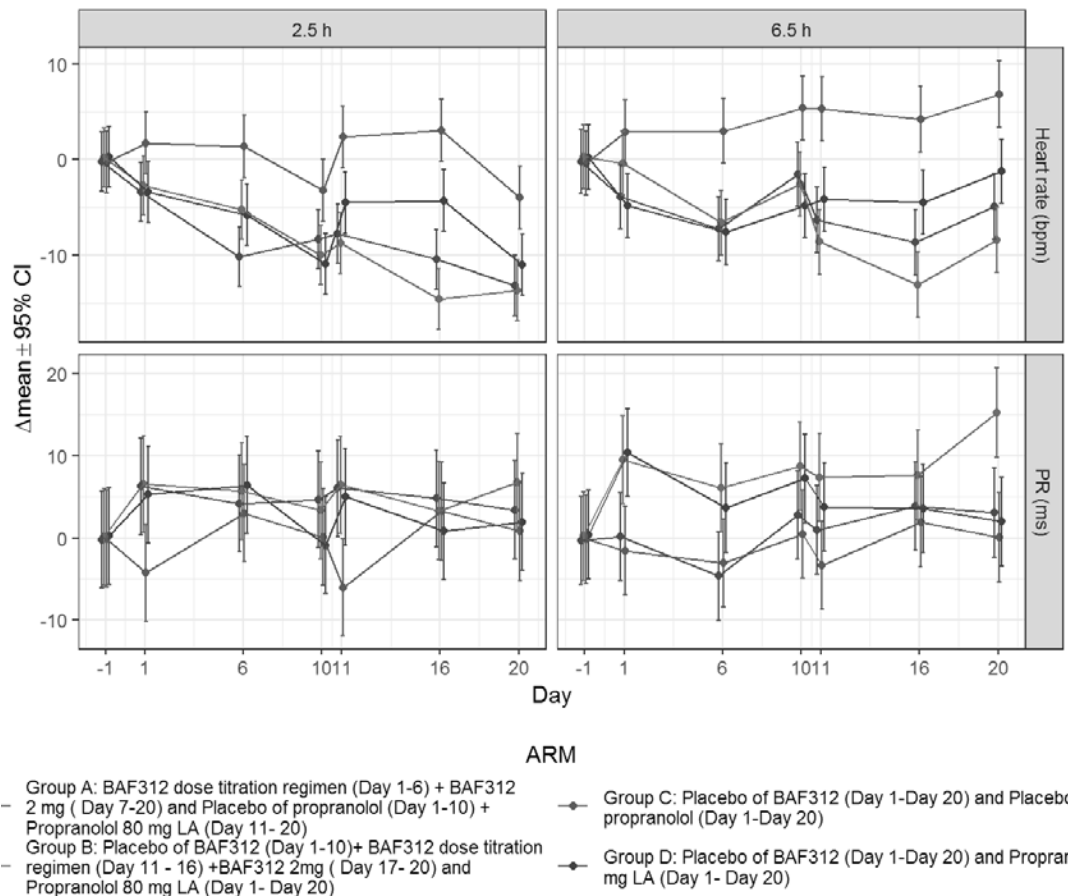 2.5 h
6.5 h
10
0
-10
Heart rate (bpm)
Δmean ± 95% CI
20
10
0
-10
PR (ms)
-1 1 6 1011 16 20
-1 1 6 1011 16 20
Day
ARM
Group A: BAF312 dose titration regimen (Day 1-6) + BAF312
2 mg ( Day 7-20) and Placebo of propranolol (Day 1-10) +
Propranolol 80 mg LA (Day 11- 20)
Group B: Placebo of BAF312 (Day 1-10)+ BAF312 dose titration
regimen (Day 11 - 16) +BAF312 2mg ( Day 17- 20) and
Propranolol 80 mg LA (Day 1- Day 20)
Group C: Placebo of BAF312 (Day 1-Day 20) and Placebo
propranolol (Day 1-Day 20)
Group D: Placebo of BAF312 (Day 1-Day 20) and Propr
mg LA (Day 1- Day 20)